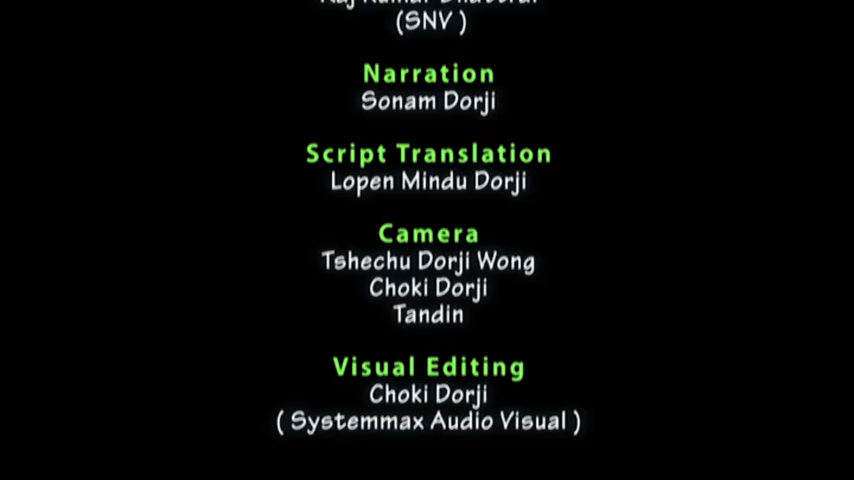 (SNV )
Narration
Sonam Dorji
Script Translation
Lopen Mindu Dorji
Camera
Tshechu Dorji Wong
Choki Dorji
Tandin
Visual Editing
Choki Dorji
( Systemmax Audio Visual )